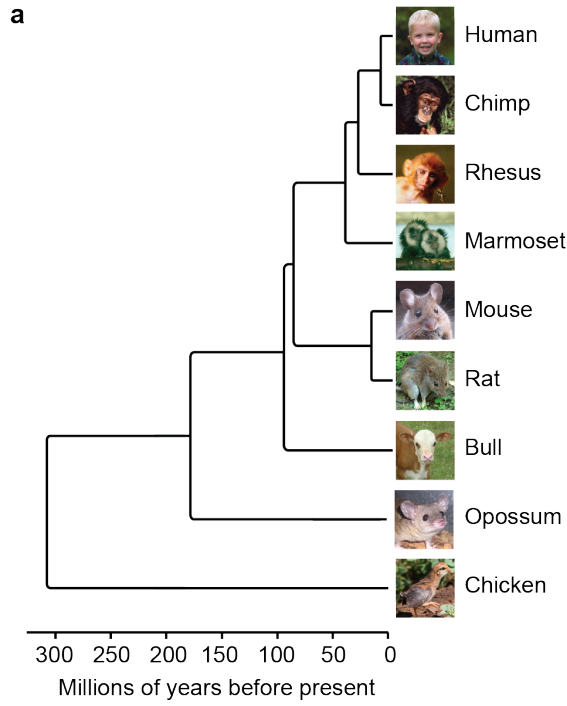 a
Human
Chimp
Rhesus
Marmoset
Mouse
Rat
Bull
Opossum
Chicken
300 250 200 150 100 50 0
Millions of years before present